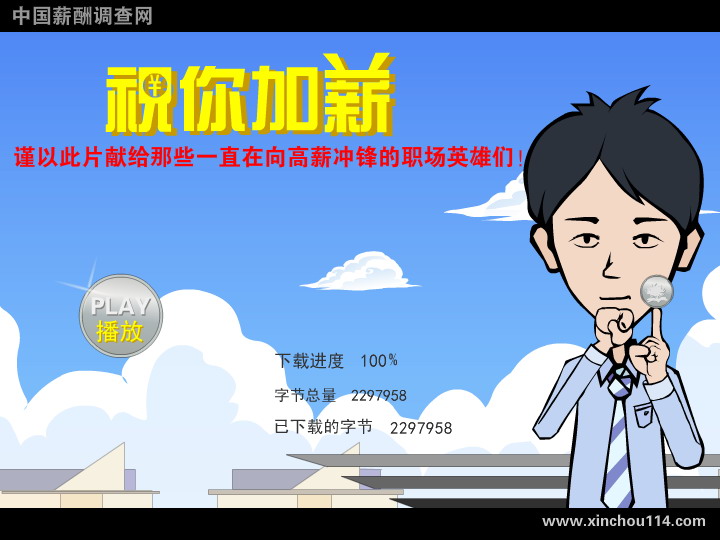 中国薪酬调查网
祝你加薪
谨以此片献给那些一直在向高薪冲锋的职场英雄们!
PLAY
播放
下载进度 100%
字节总量 2297958
已下载的字节 2297958
www.xinchou114.com